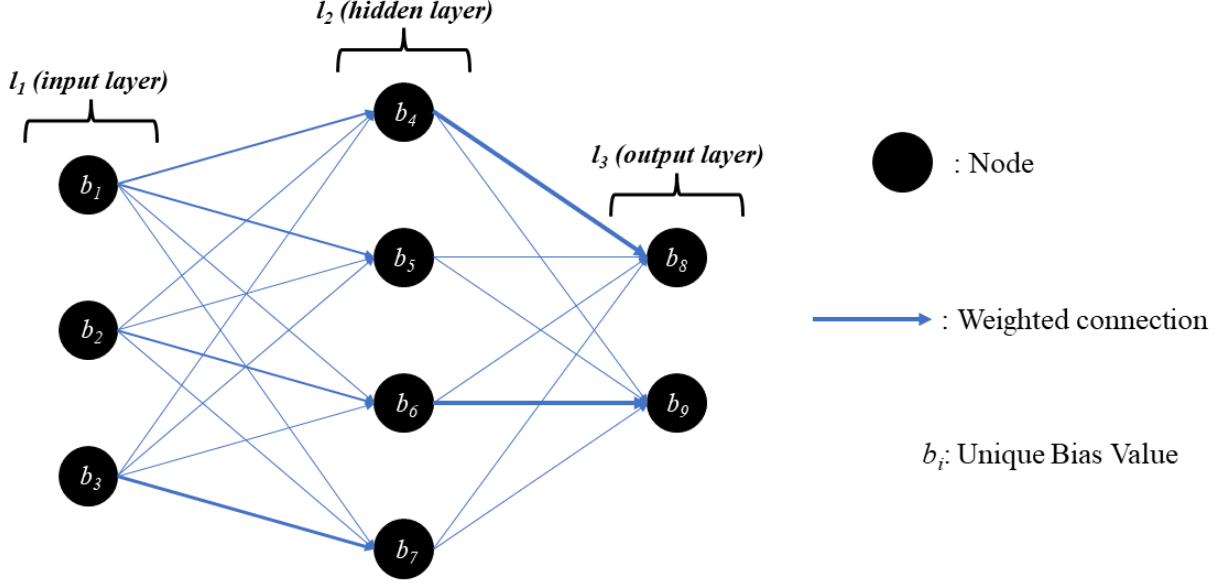 l2 (hidden layer)
l1 (input layer)
b4
b1
l3 (output layer)
: Node
b5
b8
b2
: Weighted connection
b6
b9
b3
bi: Unique Bias Value
b7